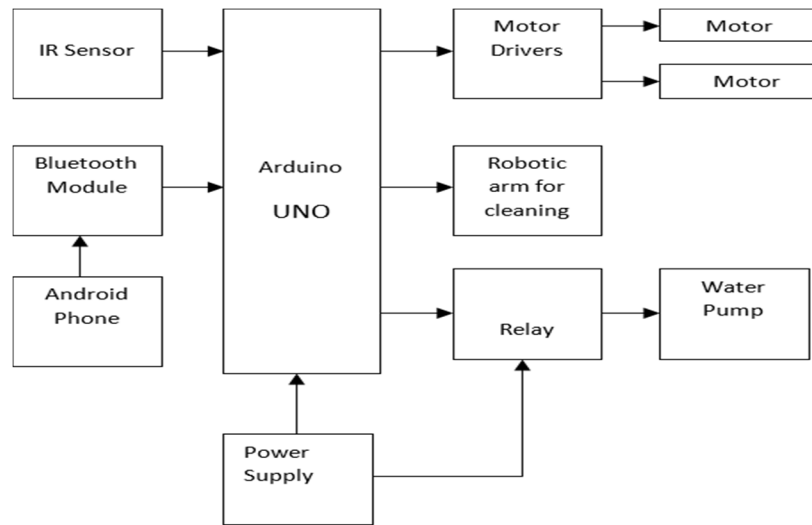 IR Sensor
Bluetooth
Module
Android
Phone
Arduino
UNO
Power
Supply
Motor
Drivers
Motor
Motor
Robotic
arm for
cleaning
Relay
Water
Pump